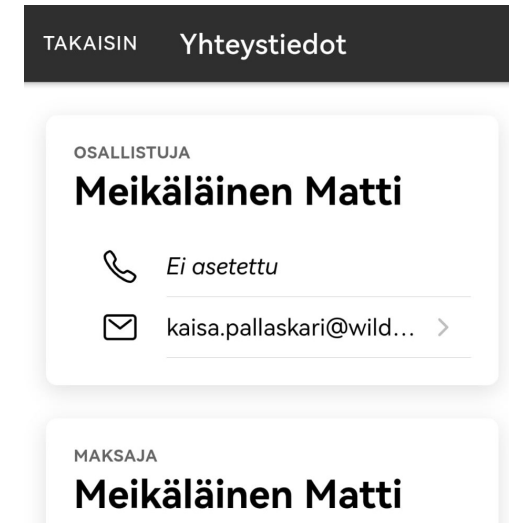 TAKAISIN Yhteystiedot
OSALLISTUJA
Meikäläinen Matti
Ei asetettu
kaisa.pallaskari@wild...
MAKSAJA
Meikäläinen Matti